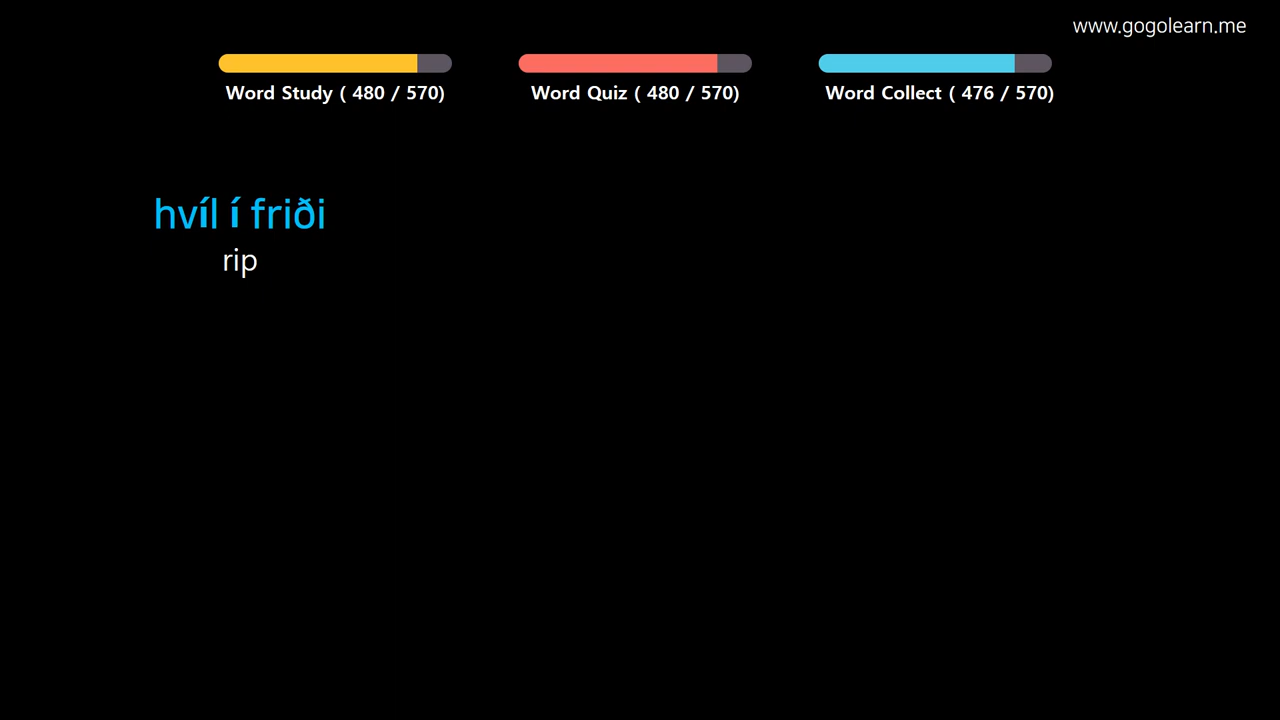 www.gogolearn.me
Word Study ( 480 / 570)
Word Quiz ( 480 / 570)
Word Collect ( 476 / 570)
hvíl í friði
rip